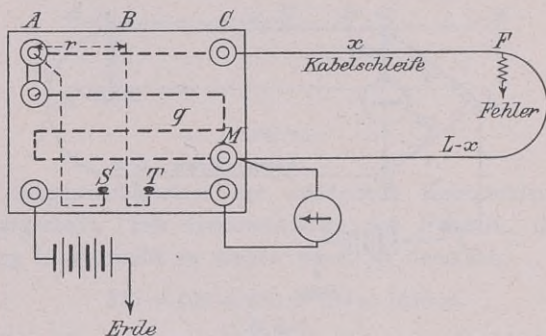 A B C
r
x F
Kabelschleife
Fehler
g
M
L-x
S T
Erde